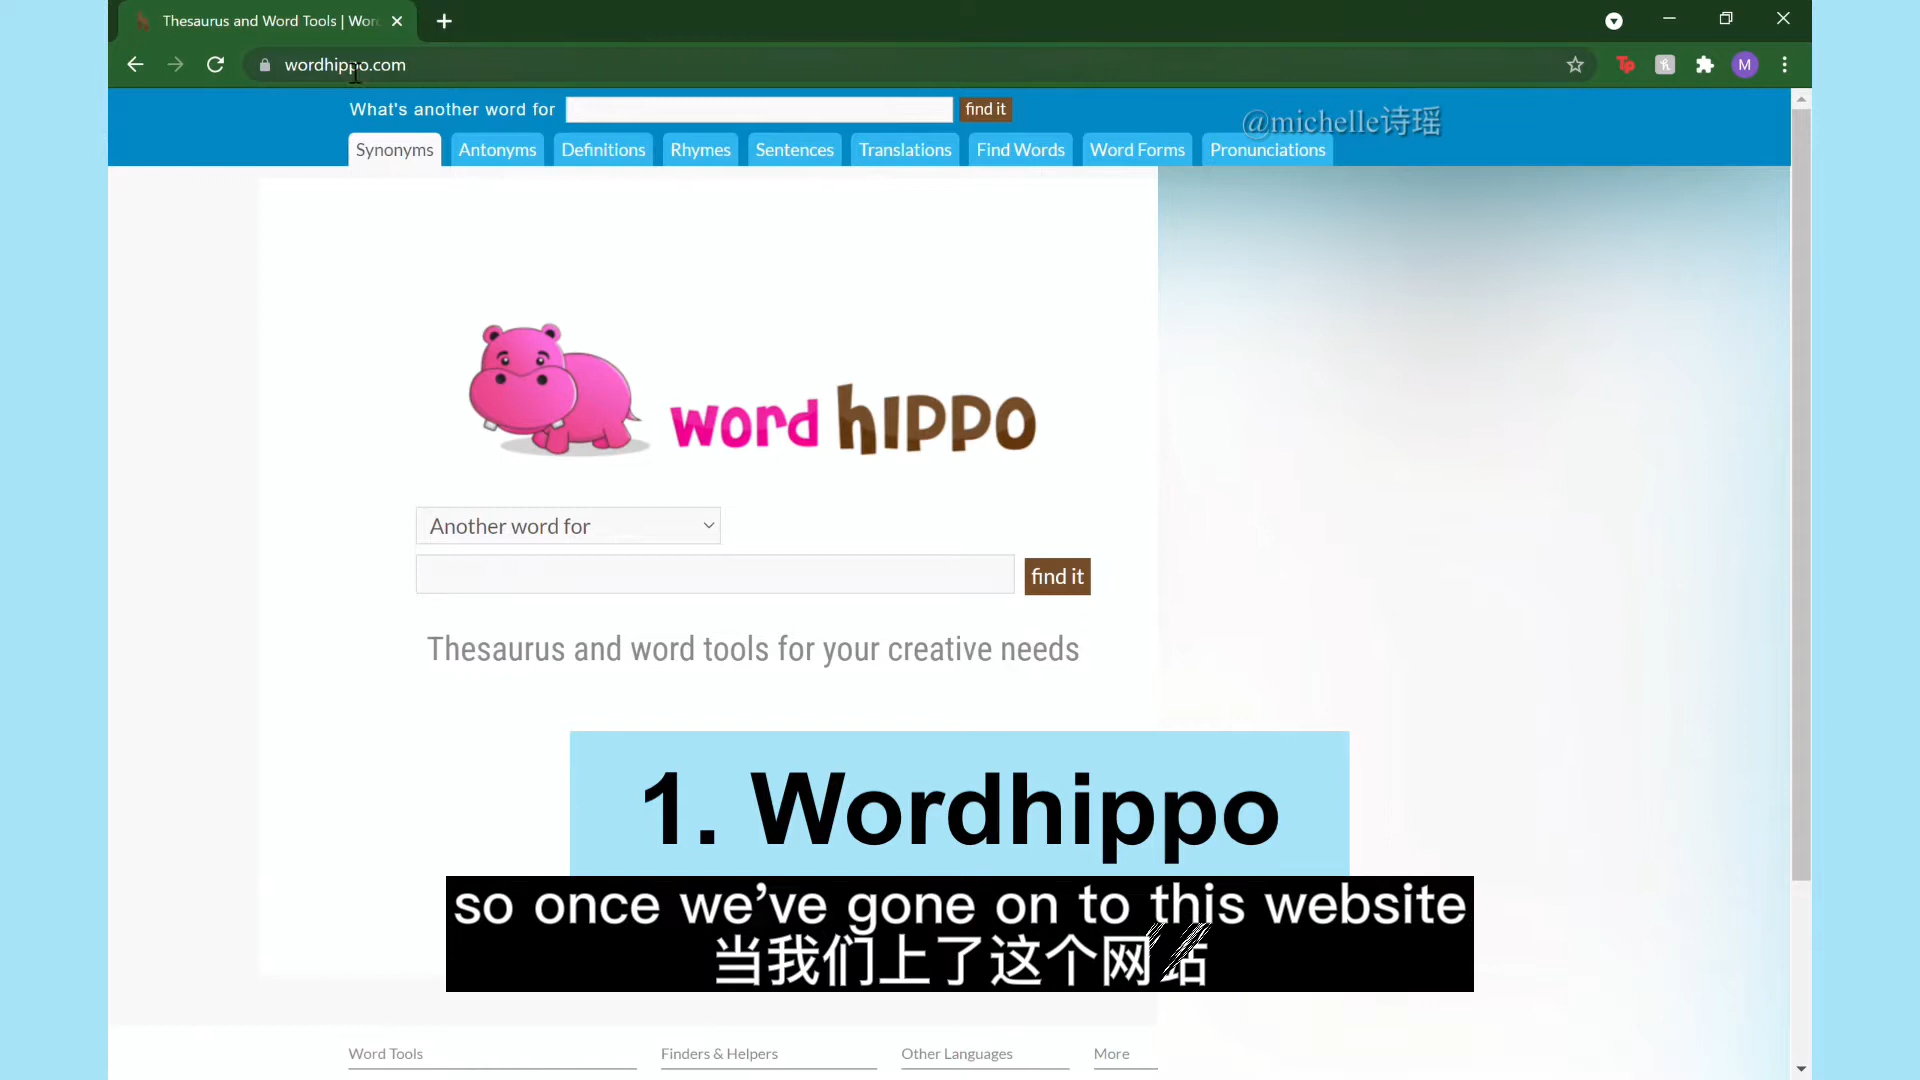 Thesaurus and Word Tools | Wor
wordhippo.com
M
What's another word for
find it
@michelle诗瑶
Synonyms
Antonyms
Definitions
Rhymes
Sentences
Translations
Find Words
Word Forms
Pronunciations
word hippo
Another word for
find it
Thesaurus and word tools for your creative needs
1. Wordhippo
so once we've gone on to this website
当我们上了这个网站
Word Tools
Finders & Helpers
Other Languages
More